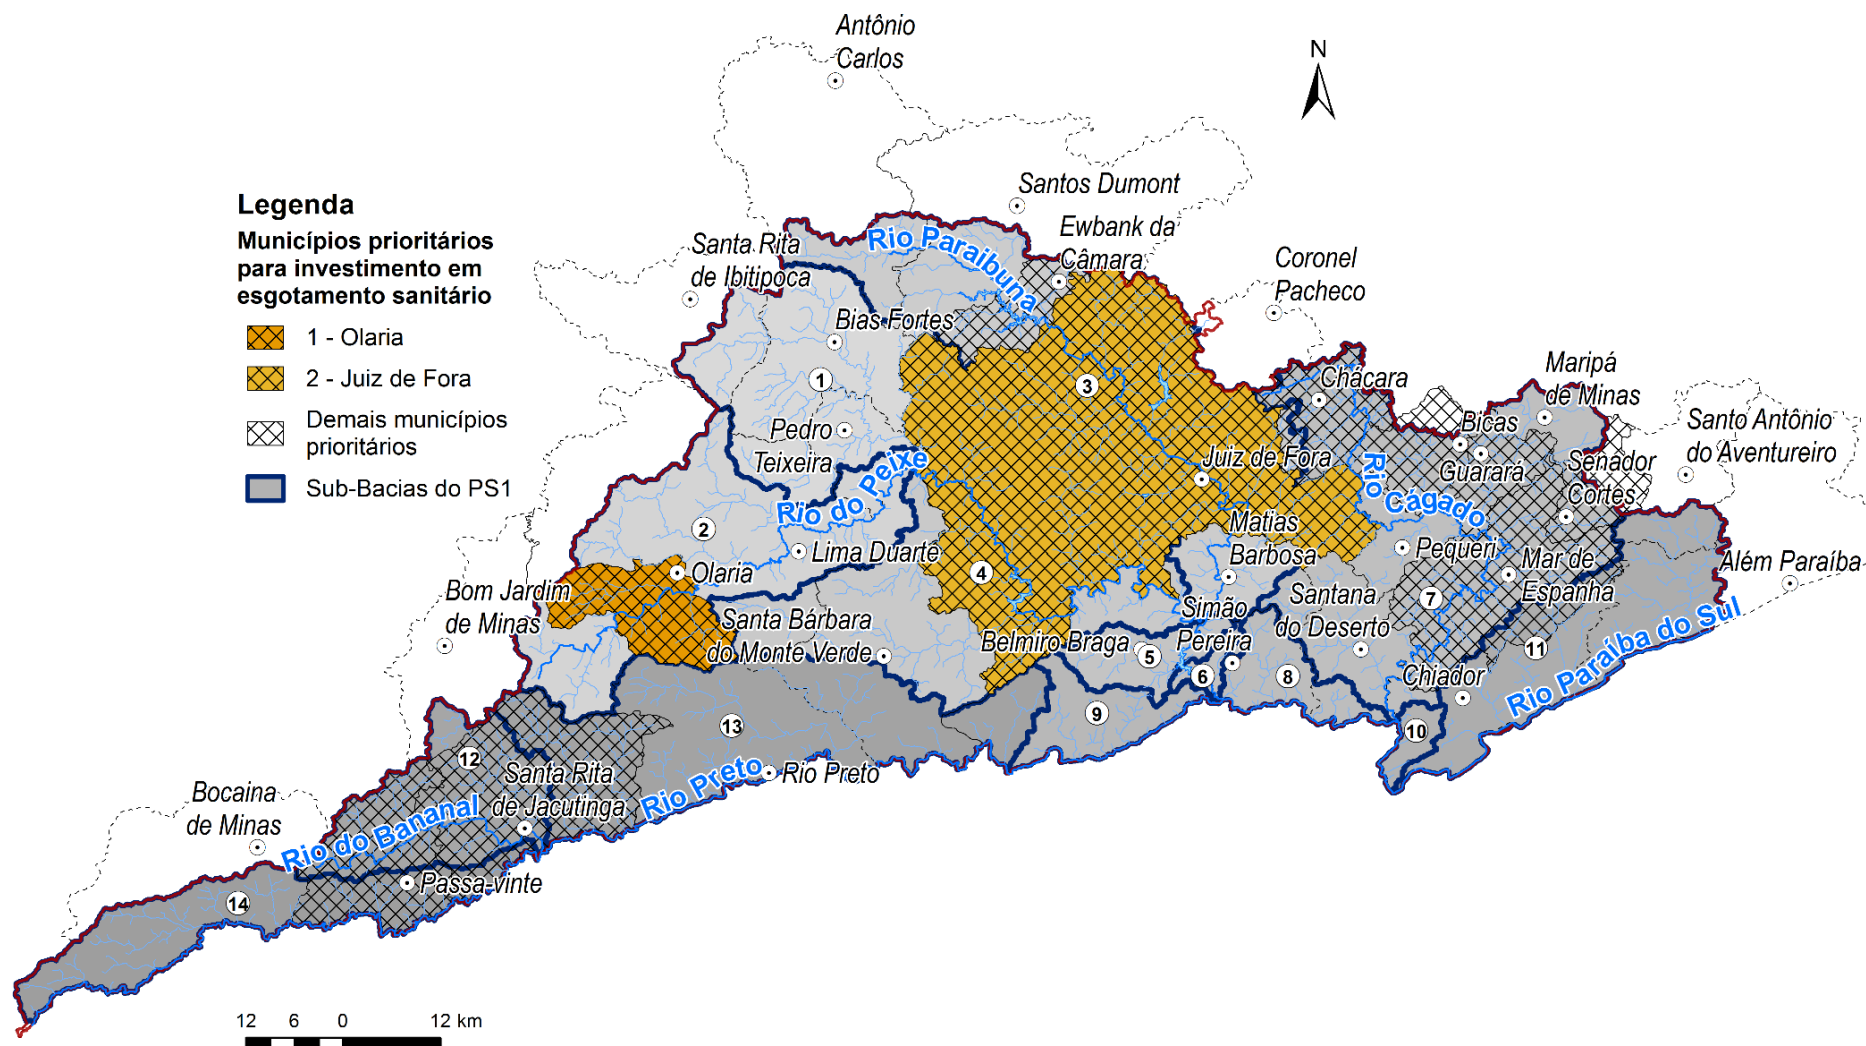 Antônio
Carlos
N
Santos Dumont
Legenda
Municípios prioritários
para investimento em
esgotamento sanitário
1 - Olaria
2 - Juiz de Fora
Demais municípios
prioritários
Sub-Bacias do PS1
Santa Rita
de Ibitipoca
Rio Paraibuna
Ewbank da
Câmara
Coronel
Pacheco
Bias Fortes
1
3
Chácara
Maripá
de Minas
Pedro
Teixeira
Bicas
Guarará
Santo Antônio
do Aventureiro
Senador
Cortes
Juiz de Fora
Rio do Peixe
Rio Cágado
2
Lima Duarte
Matias
Barbosa
Pequeri
Mar de
Espanha
Além Paraíba
Olaria
4
Bom Jardim
de Minas
Santa Bárbara
do Monte Verde
Belmiro Braga
5
Simão
Pereira
6
Santana
do Deserto
7
8
Chiador
11
Rio Paraíba do Sul
9
10
13
12
Rio Preto
Rio Preto
Santa Rita
de Jacutinga
Bocaina
de Minas
Rio do Bananal
Passa-vinte
14
12 6 0 12 km